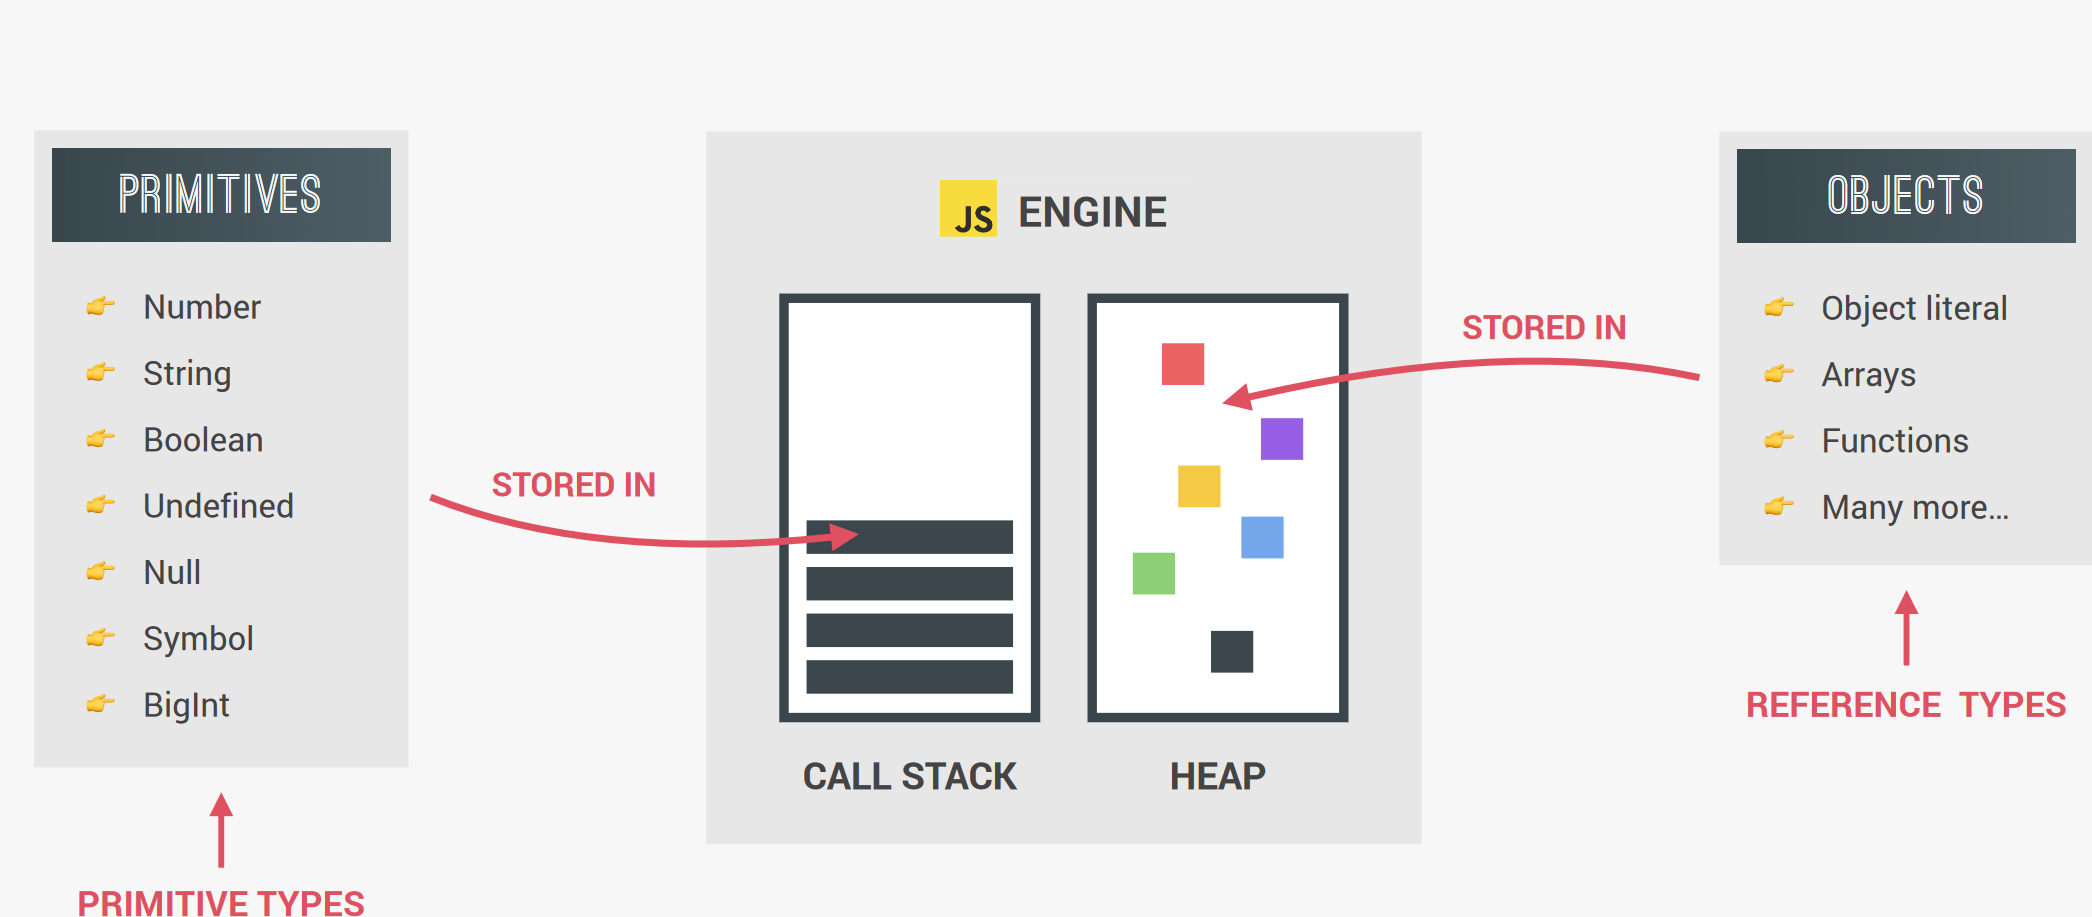 PRIMITIVES
Number
String
Boolean
Undefined
Null
Symbol
BigInt
PRIMITIVE TYPES
STORED IN
JS ENGINE
CALL STACK
HEAP
STORED IN
OBJECTS
Object literal
Arrays
Functions
Many more...
REFERENCE TYPES